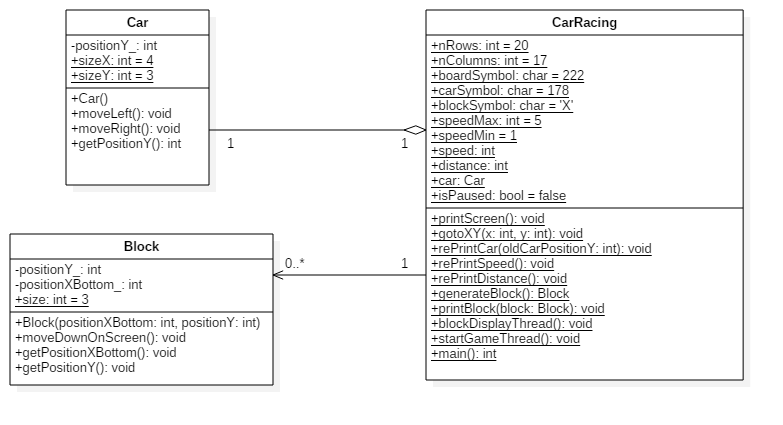 Car
-positionY_: int
+sizeX: int = 4
+sizeY: int = 3
+Car()
+moveLeft(): void
+moveRight(): void
+getPositionY(): int
1
1
CarRacing
+nRows: int = 20
+nColumns: int = 17
+boardSymbol: char = 222
+carSymbol: char = 178
+blockSymbol: char = 'X'
+speedMax: int = 5
+speedMin = 1
+speed: int
+distance: int
+car: Car
+isPaused: bool = false
+printScreen(): void
+gotoXY(x: int, y: int): void
+rePrintCar(oldCarPositionY: int): void
+rePrintSpeed(): void
+rePrintDistance(): void
+generateBlock(): Block
+printBlock(block: Block): void
+blockDisplayThread(): void
+startGameThread(): void
+main(): int
Block
-positionY_: int
-positionXBottom_: int
+size: int = 3
+Block(positionXBottom: int, positionY: int)
+moveDownOnScreen(): void
+getPositionXBottom(): void
+getPositionY(): void
0..*
1